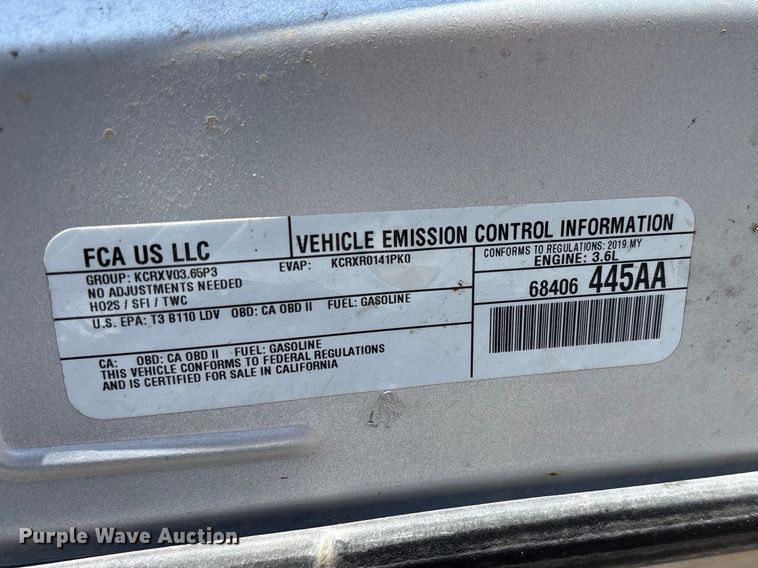 FCA US LLC
VEHICLE EMISSION CONTROL INFORMATION
GROUP: KCRXV03.65P3 EVAP: KCRXR0141PK0
CONFORMS TO REGULATIONS: 2019 MY
NO ADJUSTMENTS NEEDED
ENGINE: 3.6L
HO2S / SFI / TWC
68406 445AA
U.S. EPA: T3 B110 LDV OBD: CA OBD II FUEL: GASOLINE
CA: OBD: CA OBD II FUEL: GASOLINE
THIS VEHICLE CONFORMS TO FEDERAL REGULATIONS
AND IS CERTIFIED FOR SALE IN CALIFORNIA
Purple Wave Auction